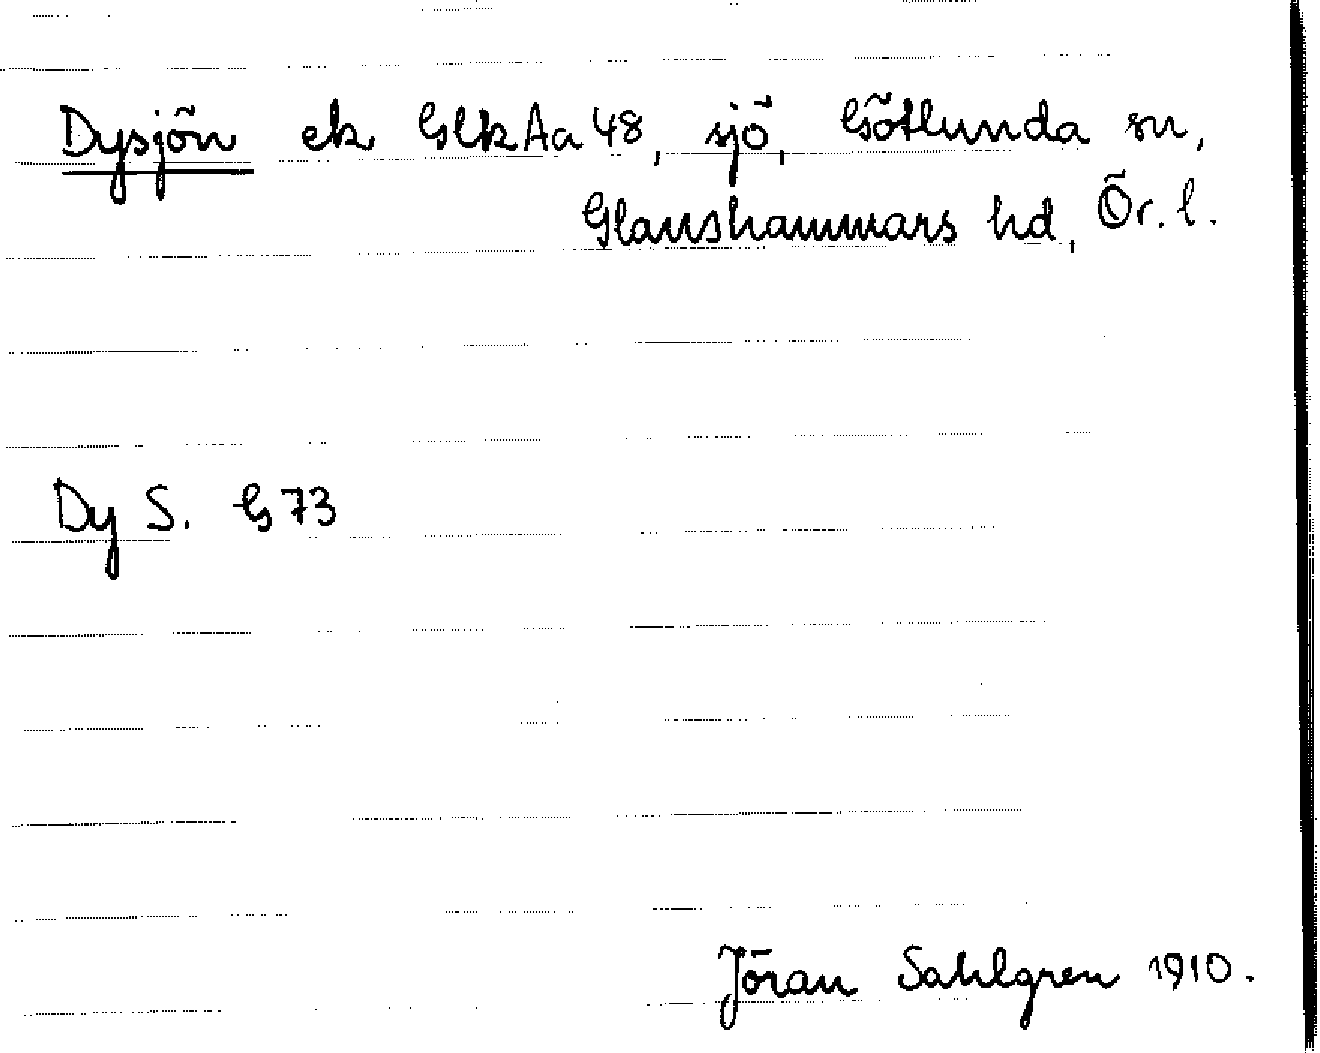 Dysjön ek GlkAa 48, sjö, Götlunda sn,
Glanshammars hd, Ör. l.
Dy S. G 73
Jöran Sahlgren 1910.